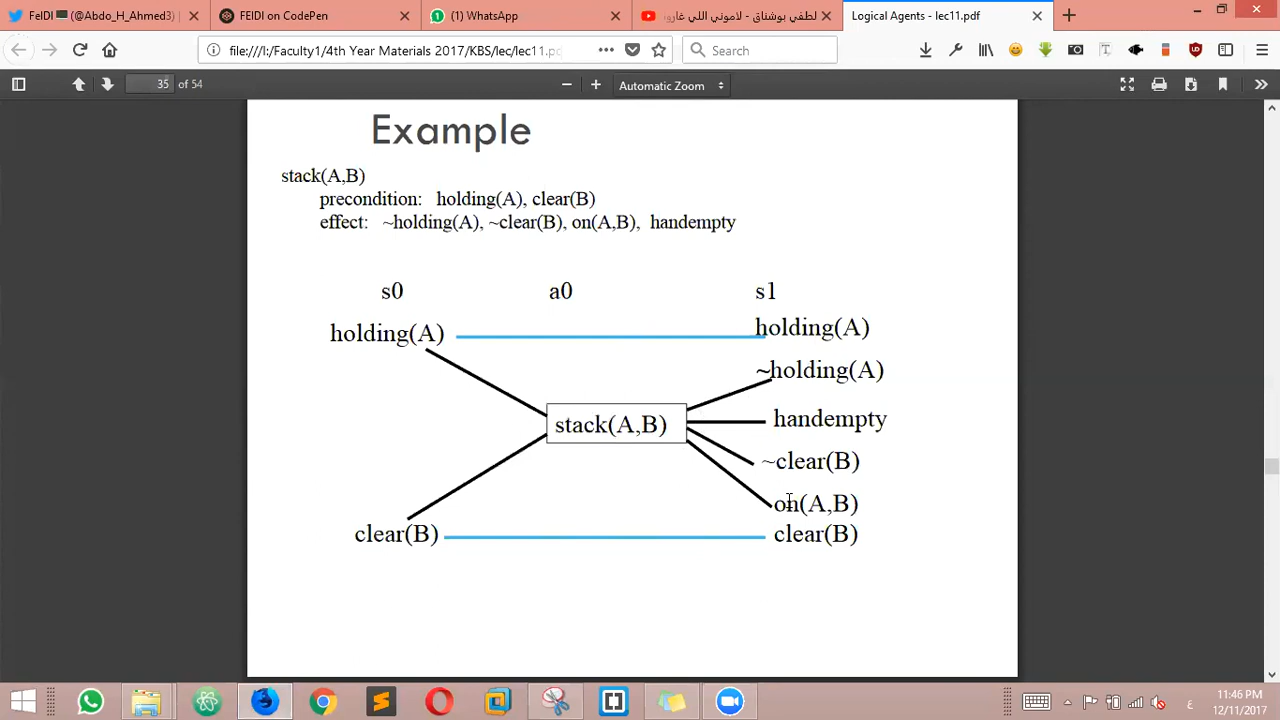 FeIDI (@Abdo_H_Ahmed3) |
FEIDI on CodePen
(1) WhatsApp
لطفي بوشناق - لاموني اللي غارو
Logical Agents - lec11.pdf
file:///I:/Faculty1/4th Year Materials 2017/KBS/lec/lec11.p
Search
35 of 54
Automatic Zoom
Example
stack(A,B)
precondition: holding(A), clear(B)
effect: ~holding(A), ~clear(B), on(A,B), handempty
s0 a0 s1
holding(A) holding(A)
~holding(A)
stack(A,B) handempty
~clear(B)
on(A,B)
clear(B) clear(B)
11:46 PM
12/11/2017